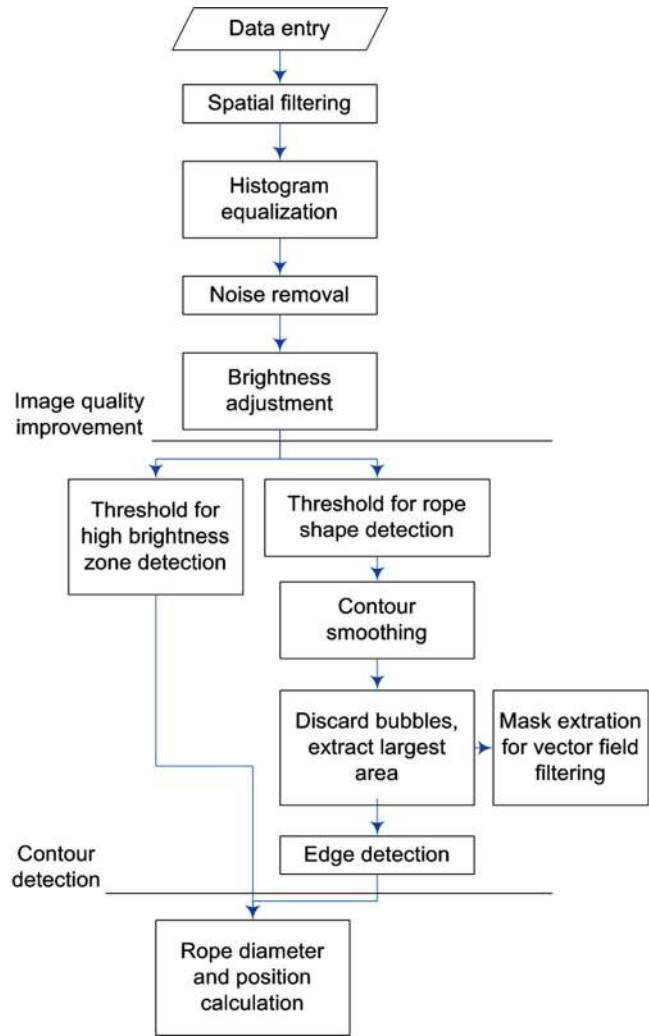 Data entry
Spatial filtering
Histogram
equalization
Noise removal
Brightness
adjustment
Image quality
improvement
Threshold for
high brightness
zone detection
Threshold for rope
shape detection
Contour
smoothing
Discard bubbles,
extract largest
area
Mask extration
for vector field
filtering
Edge detection
Contour
detection
Rope diameter
and position
calculation